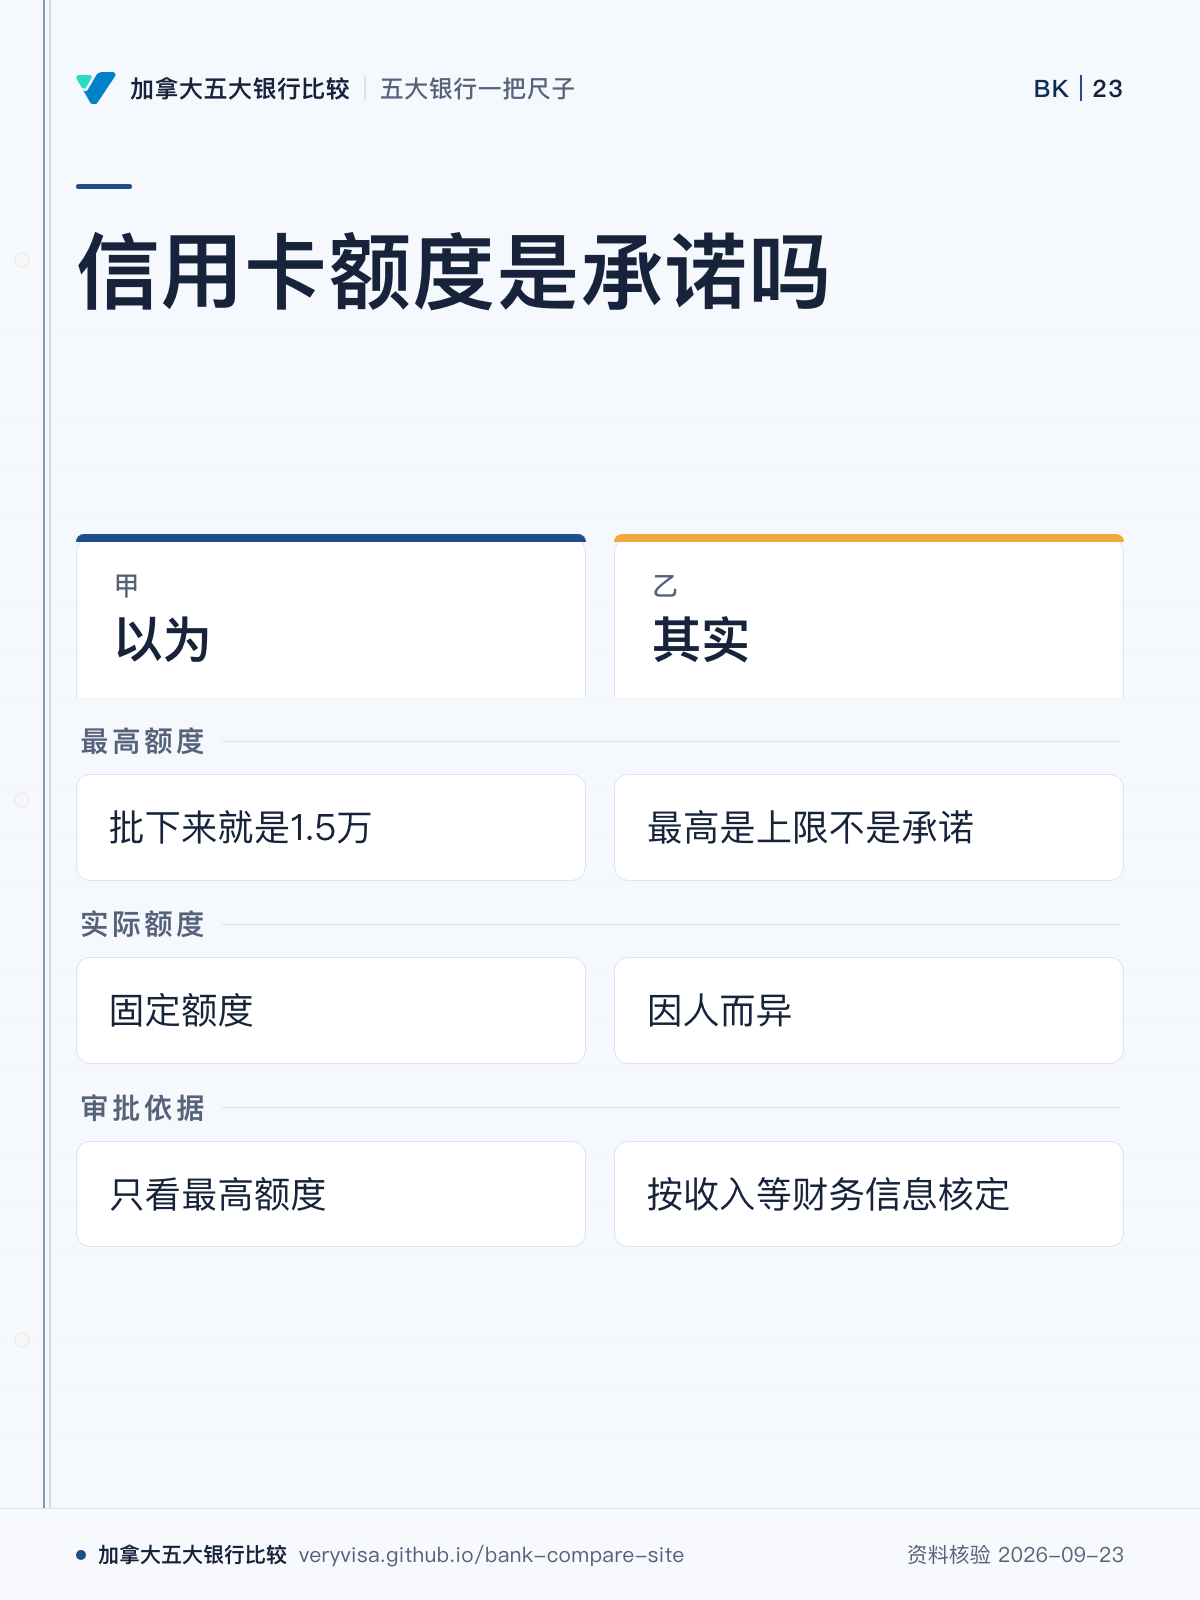 加拿大五大银行比较 五大银行一把尺子 BK 23
信用卡额度是承诺吗
甲 乙
以为 其实
最高额度
批下来就是1.5万 最高是上限不是承诺
实际额度
固定额度 因人而异
审批依据
只看最高额度 按收入等财务信息核定
加拿大五大银行比较 veryvisa.github.io/bank-compare-site 资料核验 2026-09-23